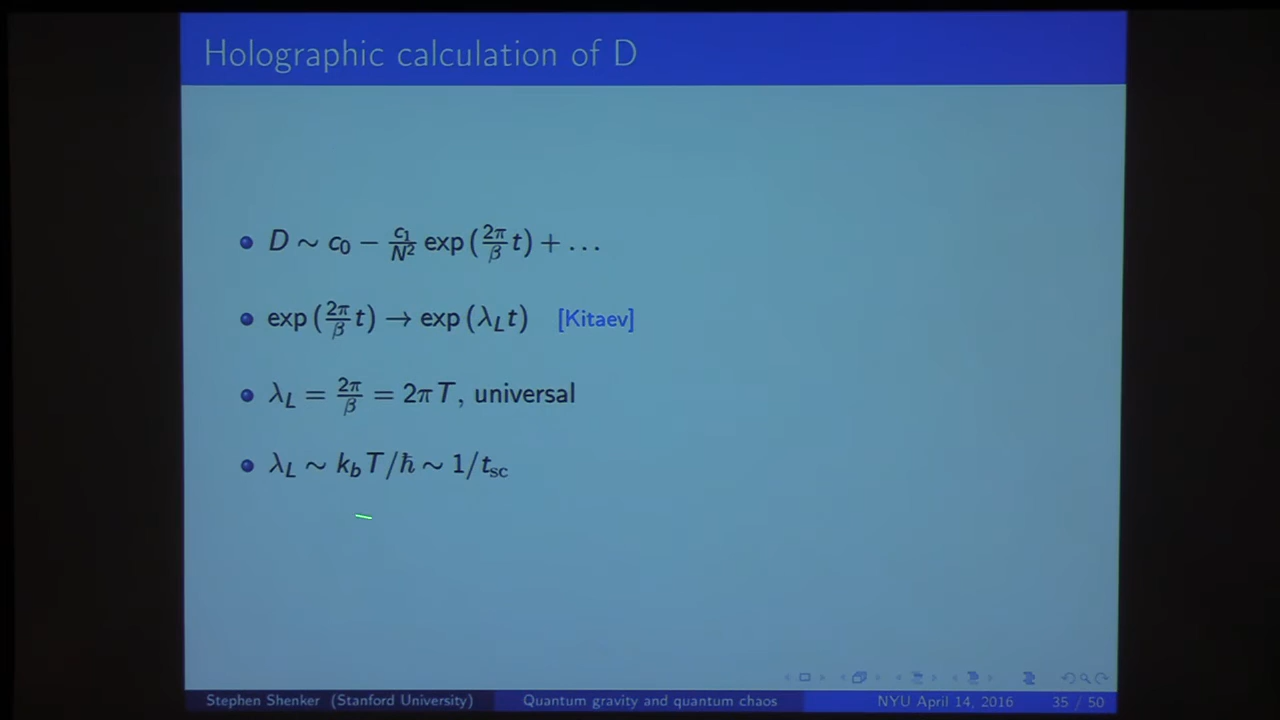 Holographic calculation of D
D ∼ c₀ − c₁/N² exp (2π/β t) + …
exp (2π/β t) → exp (λ_L t) [Kitaev]
λ_L = 2π/β = 2πT, universal
λ_L ∼ k_b T/ħ ∼ 1/t_sc
Stephen Shenker (Stanford University) Quantum gravity and quantum chaos NYU April 14, 2016 35 / 50